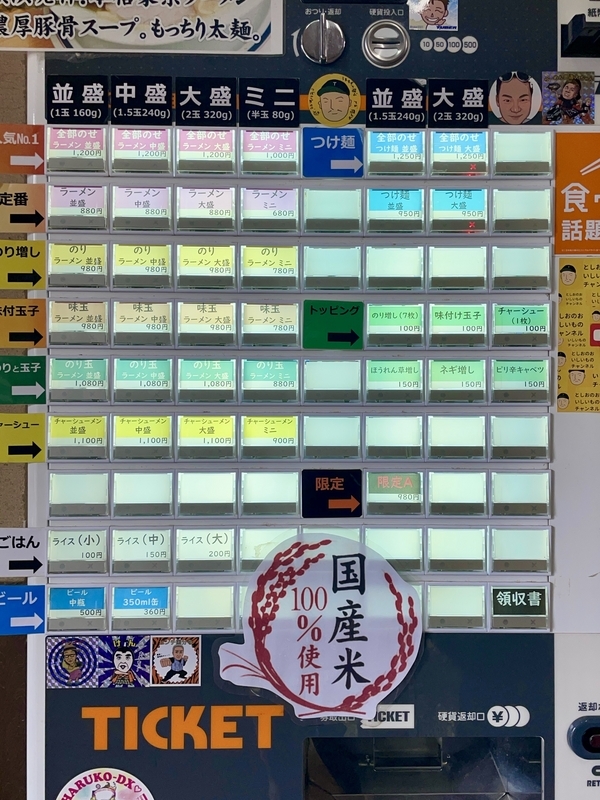 濃厚豚骨スープ。もっちり太麺。
おつり返却
硬貨投入口
10 50 100 500
並盛 中盛 大盛 ミニ 並盛 大盛
(1玉 160g) (1.5玉240g) (2玉 320g) (半玉 80g) (1.5玉240g) (2玉 320g)
気No.1
全部のせ 全部のせ 全部のせ 全部のせ つけ麺 全部のせ 全部のせ
ラーメン 並盛 ラーメン 中盛 ラーメン 大盛 ラーメン ミニ つけ麺 並盛 つけ麺 大盛
1,200円 1,200円 1,200円 1,000円 1,250円 1,250円
定番
ラーメン ラーメン ラーメン ラーメン つけ麺 つけ麺
並盛 中盛 大盛 ミニ 並盛 大盛
880円 880円 880円 680円 950円 950円
のり増し
のり のり のり のり
ラーメン 並盛 ラーメン 中盛 ラーメン 大盛 ラーメン ミニ
980円 980円 980円 780円
味付玉子
味玉 味玉 味玉 味玉 トッピング のり増し(7枚) 味付け玉子 チャーシュー
ラーメン 並盛 ラーメン 中盛 ラーメン 大盛 ラーメン ミニ (1枚)
980円 980円 980円 780円 100円 100円 100円
のりと玉子
のり玉 のり玉 のり玉 のり玉 ほうれん草増し ネギ増し ピリ辛キャベツ
ラーメン 並盛 ラーメン 中盛 ラーメン 大盛 ラーメン ミニ
1,080円 1,080円 1,080円 880円 150円 150円 150円
チャーシュー
チャーシューメン チャーシューメン チャーシューメン チャーシューメン
並盛 中盛 大盛 ミニ
1,100円 1,100円 1,100円 900円
限定 限定A
980円
ごはん
ライス(小) ライス(中) ライス(大)
100円 150円 200円
ビール
ビール ビール 領収書
中瓶 350ml缶
500円 360円
国産米
100%使用
TICKET
TICKET
硬貨返却口
¥
HARUKO-DX
食べ
話題
返却